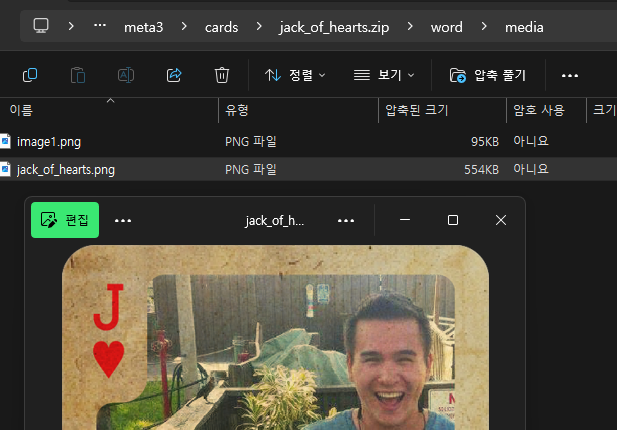 meta3 > cards > jack_of_hearts.zip > word > media
정렬 보기 압축 풀기
이름 유형 압축된 크기 암호 사용 크기
image1.png PNG 파일 95KB 아니요
jack_of_hearts.png PNG 파일 554KB 아니요
편집 jack_of_h...
J